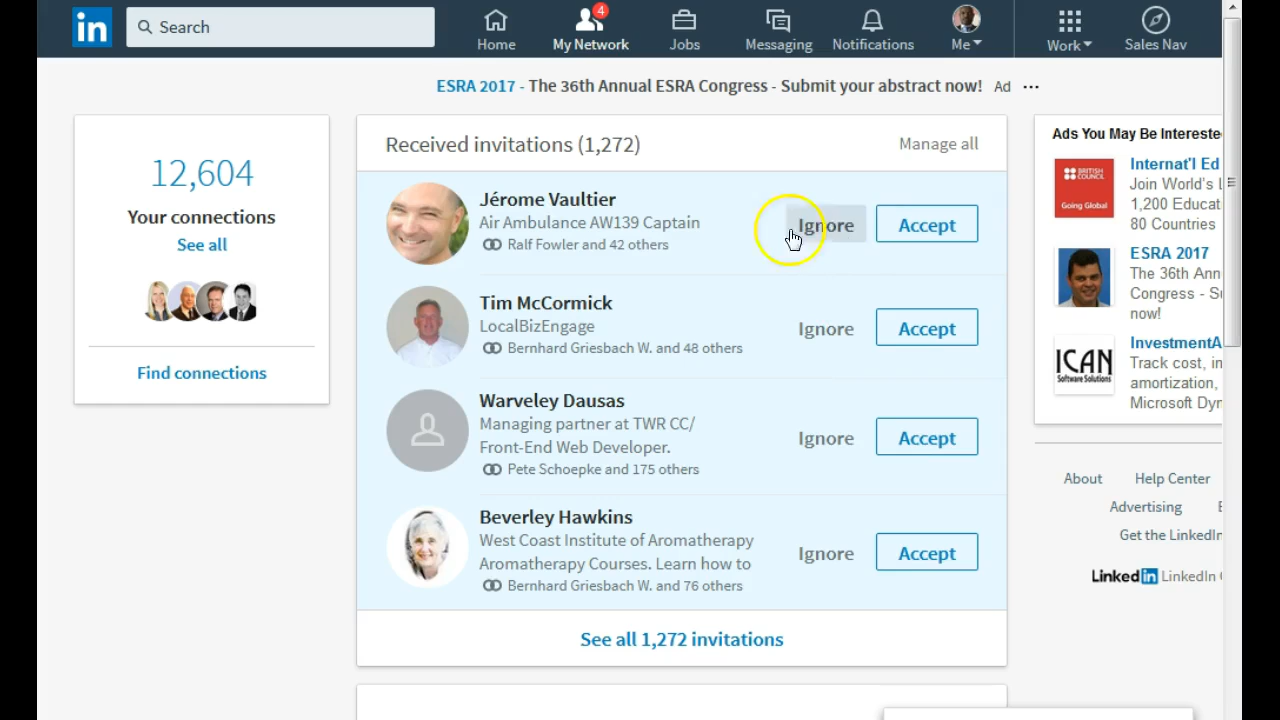 in
Search
4
Home
My Network
Jobs
Messaging
Notifications
Me
Work
Sales Nav
ESRA 2017 - The 36th Annual ESRA Congress - Submit your abstract now! Ad ...
12,604
Your connections
See all
Find connections
Received invitations (1,272)
Manage all
Jérome Vaultier
Air Ambulance AW139 Captain
Ralf Fowler and 42 others
Ignore
Accept
Tim McCormick
LocalBizEngage
Bernhard Griesbach W. and 48 others
Ignore
Accept
Warveley Dausas
Managing partner at TWR CC/
Front-End Web Developer.
Pete Schoepke and 175 others
Ignore
Accept
Beverley Hawkins
West Coast Institute of Aromatherapy
Aromatherapy Courses. Learn how to
Bernhard Griesbach W. and 76 others
Ignore
Accept
See all 1,272 invitations
Ads You May Be Intereste
BRITISH
COUNCIL
Going Global
Internat'l Ed
Join World's L
1,200 Educat
80 Countries
ESRA 2017
The 36th Ann
Congress - Su
now!
ICAN
Software Solutions
InvestmentA
Track cost, in
amortization,
Microsoft Dyn
About
Help Center
Advertising
Get the LinkedIn
Linked in LinkedIn